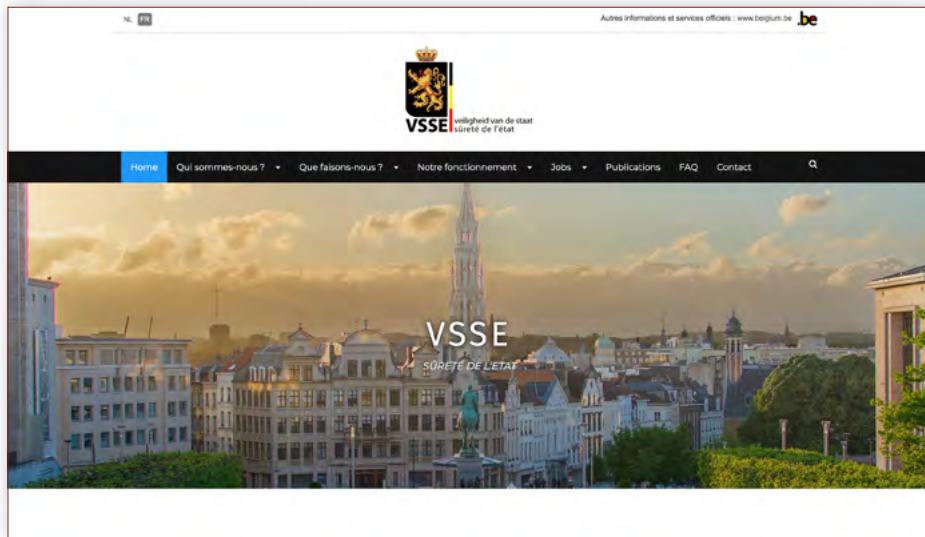 NL FR
Autres informations et services officiels : www.belgium.be .be
VSSE
veiligheid van de staat
sûreté de l'état
Home Qui sommes-nous ? Que faisons-nous ? Notre fonctionnement Jobs Publications FAQ Contact
VSSE
SÛRETÉ DE L'ETAT